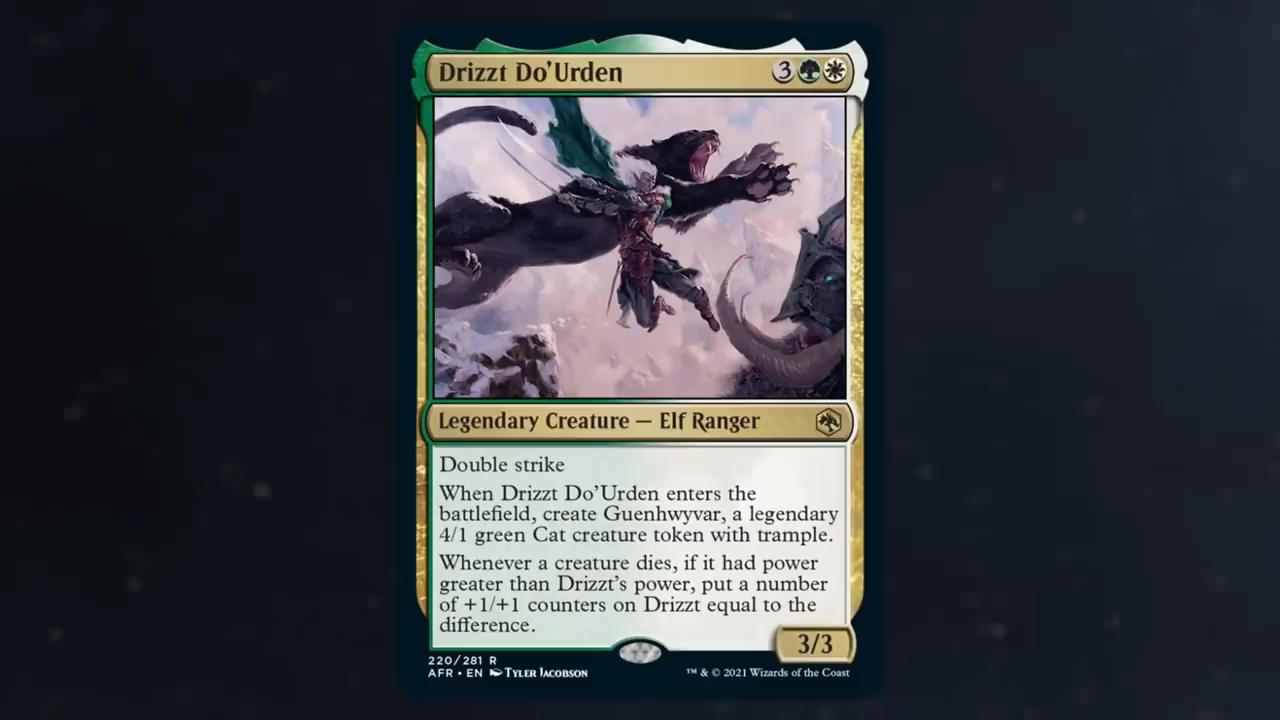 Drizzt Do'Urden 3
Legendary Creature — Elf Ranger
Double strike
When Drizzt Do'Urden enters the
battlefield, create Guenhwyvar, a legendary
4/1 green Cat creature token with trample.
Whenever a creature dies, if it had power
greater than Drizzt's power, put a number
of +1/+1 counters on Drizzt equal to the
difference.
3/3
220/281 R
AFR • EN Tyler Jacobson
™ & © 2021 Wizards of the Coast